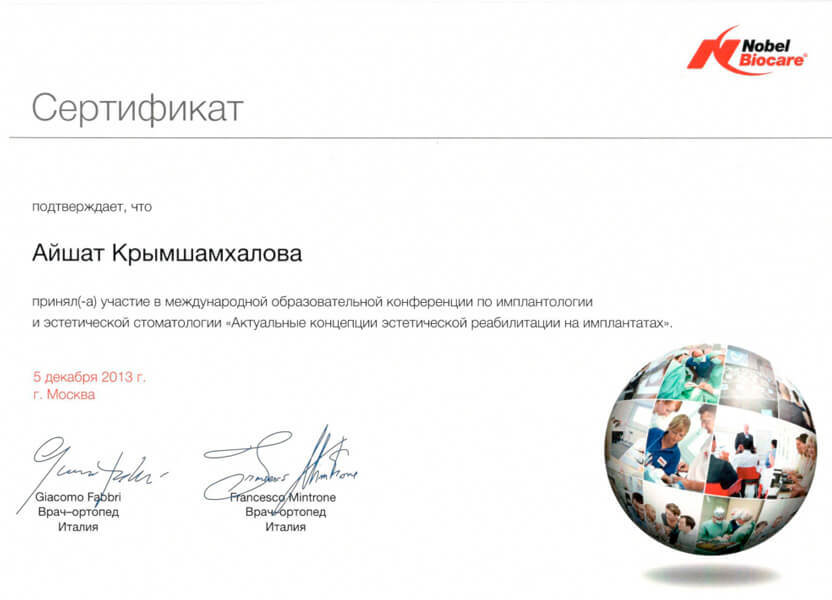 Nobel
Biocare®
Сертификат
подтверждает, что
Айшат Крымшамхалова
принял(-а) участие в международной образовательной конференции по имплантологии
и эстетической стоматологии «Актуальные концепции эстетической реабилитации на имплантатах».
5 декабря 2013 г.
г. Москва
Giacomo Fabbri
Врач–ортопед
Италия
Francesco Mintrone
Врач–ортопед
Италия